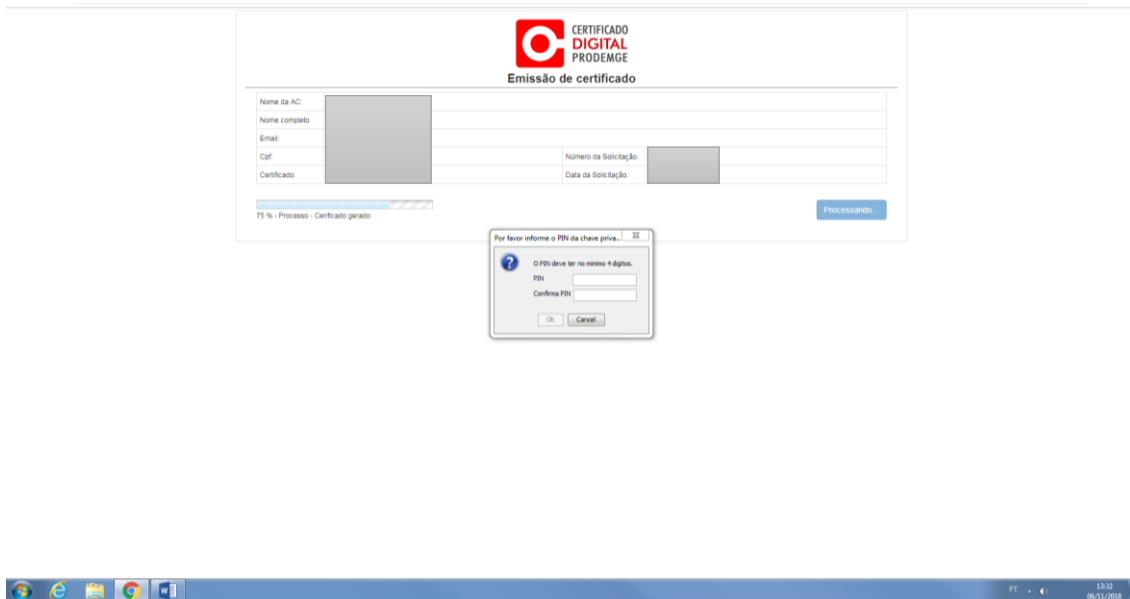 CERTIFICADO
DIGITAL
PRODEMGE
Emissão de certificado
Nome da AC:
Nome completo
Email:
Cpf: Número da Solicitação:
Certificado: Data da Solicitação:
75 % - Processo - Cerificado gerado
Processando...
Por favor informe o PIN da chave priva...
O PIN deve ter no mínimo 4 dígitos.
PIN
Confirma PIN
Ok Cancel
PT 13:32
06/11/2018